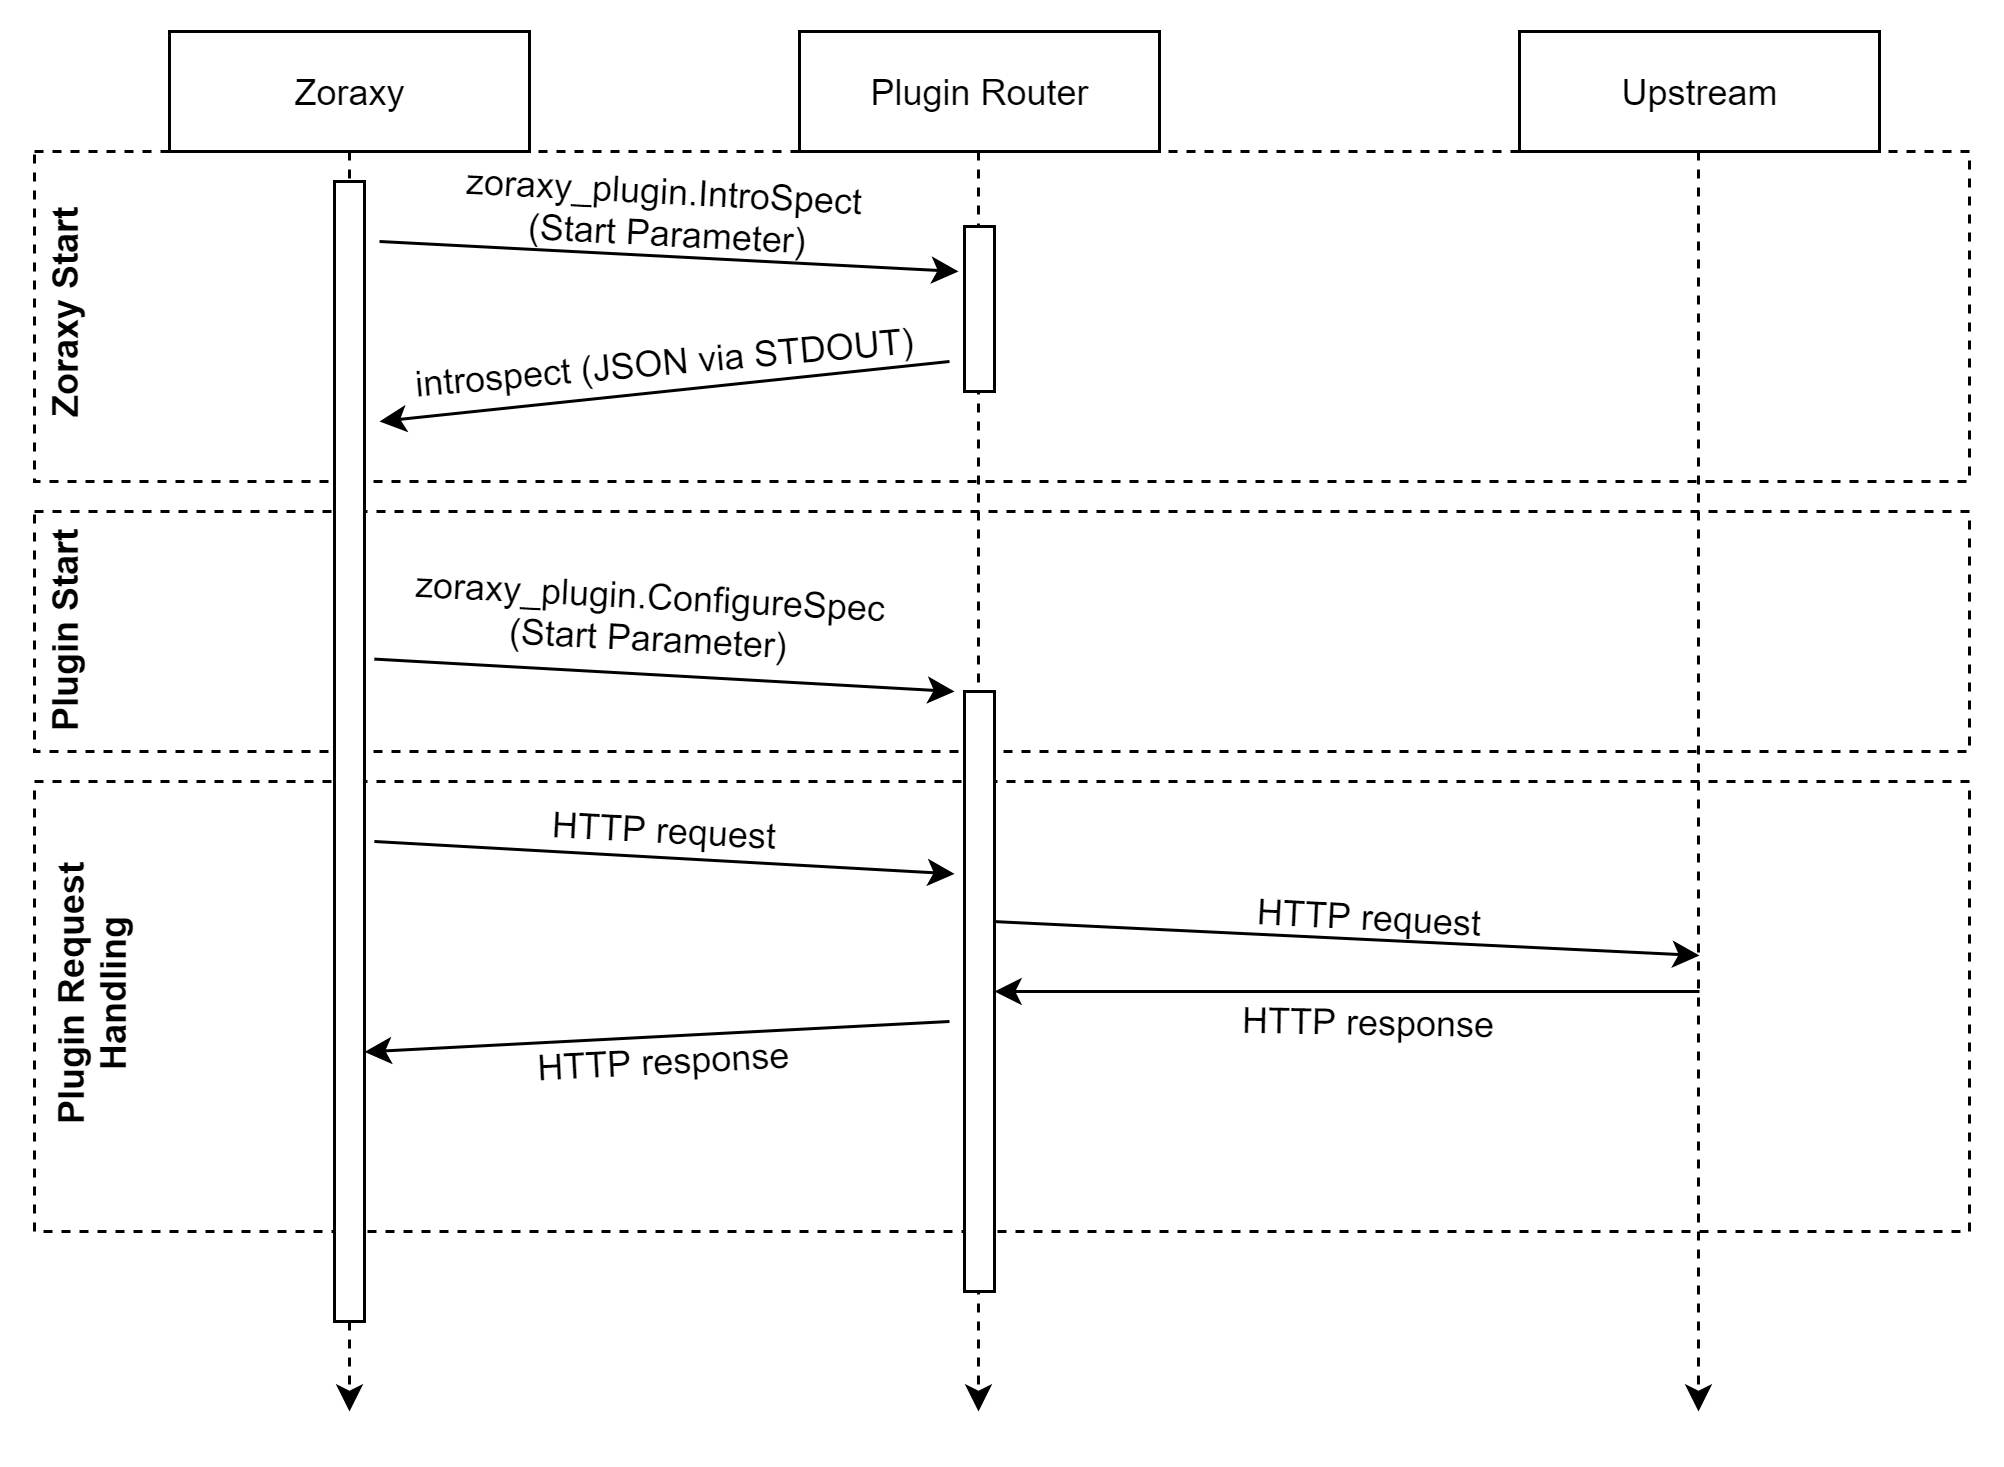 Zoraxy
Plugin Router
Upstream
Zoraxy Start
zoraxy_plugin.IntroSpect
(Start Parameter)
introspect (JSON via STDOUT)
Plugin Start
zoraxy_plugin.ConfigureSpec
(Start Parameter)
Plugin Request
Handling
HTTP request
HTTP request
HTTP response
HTTP response